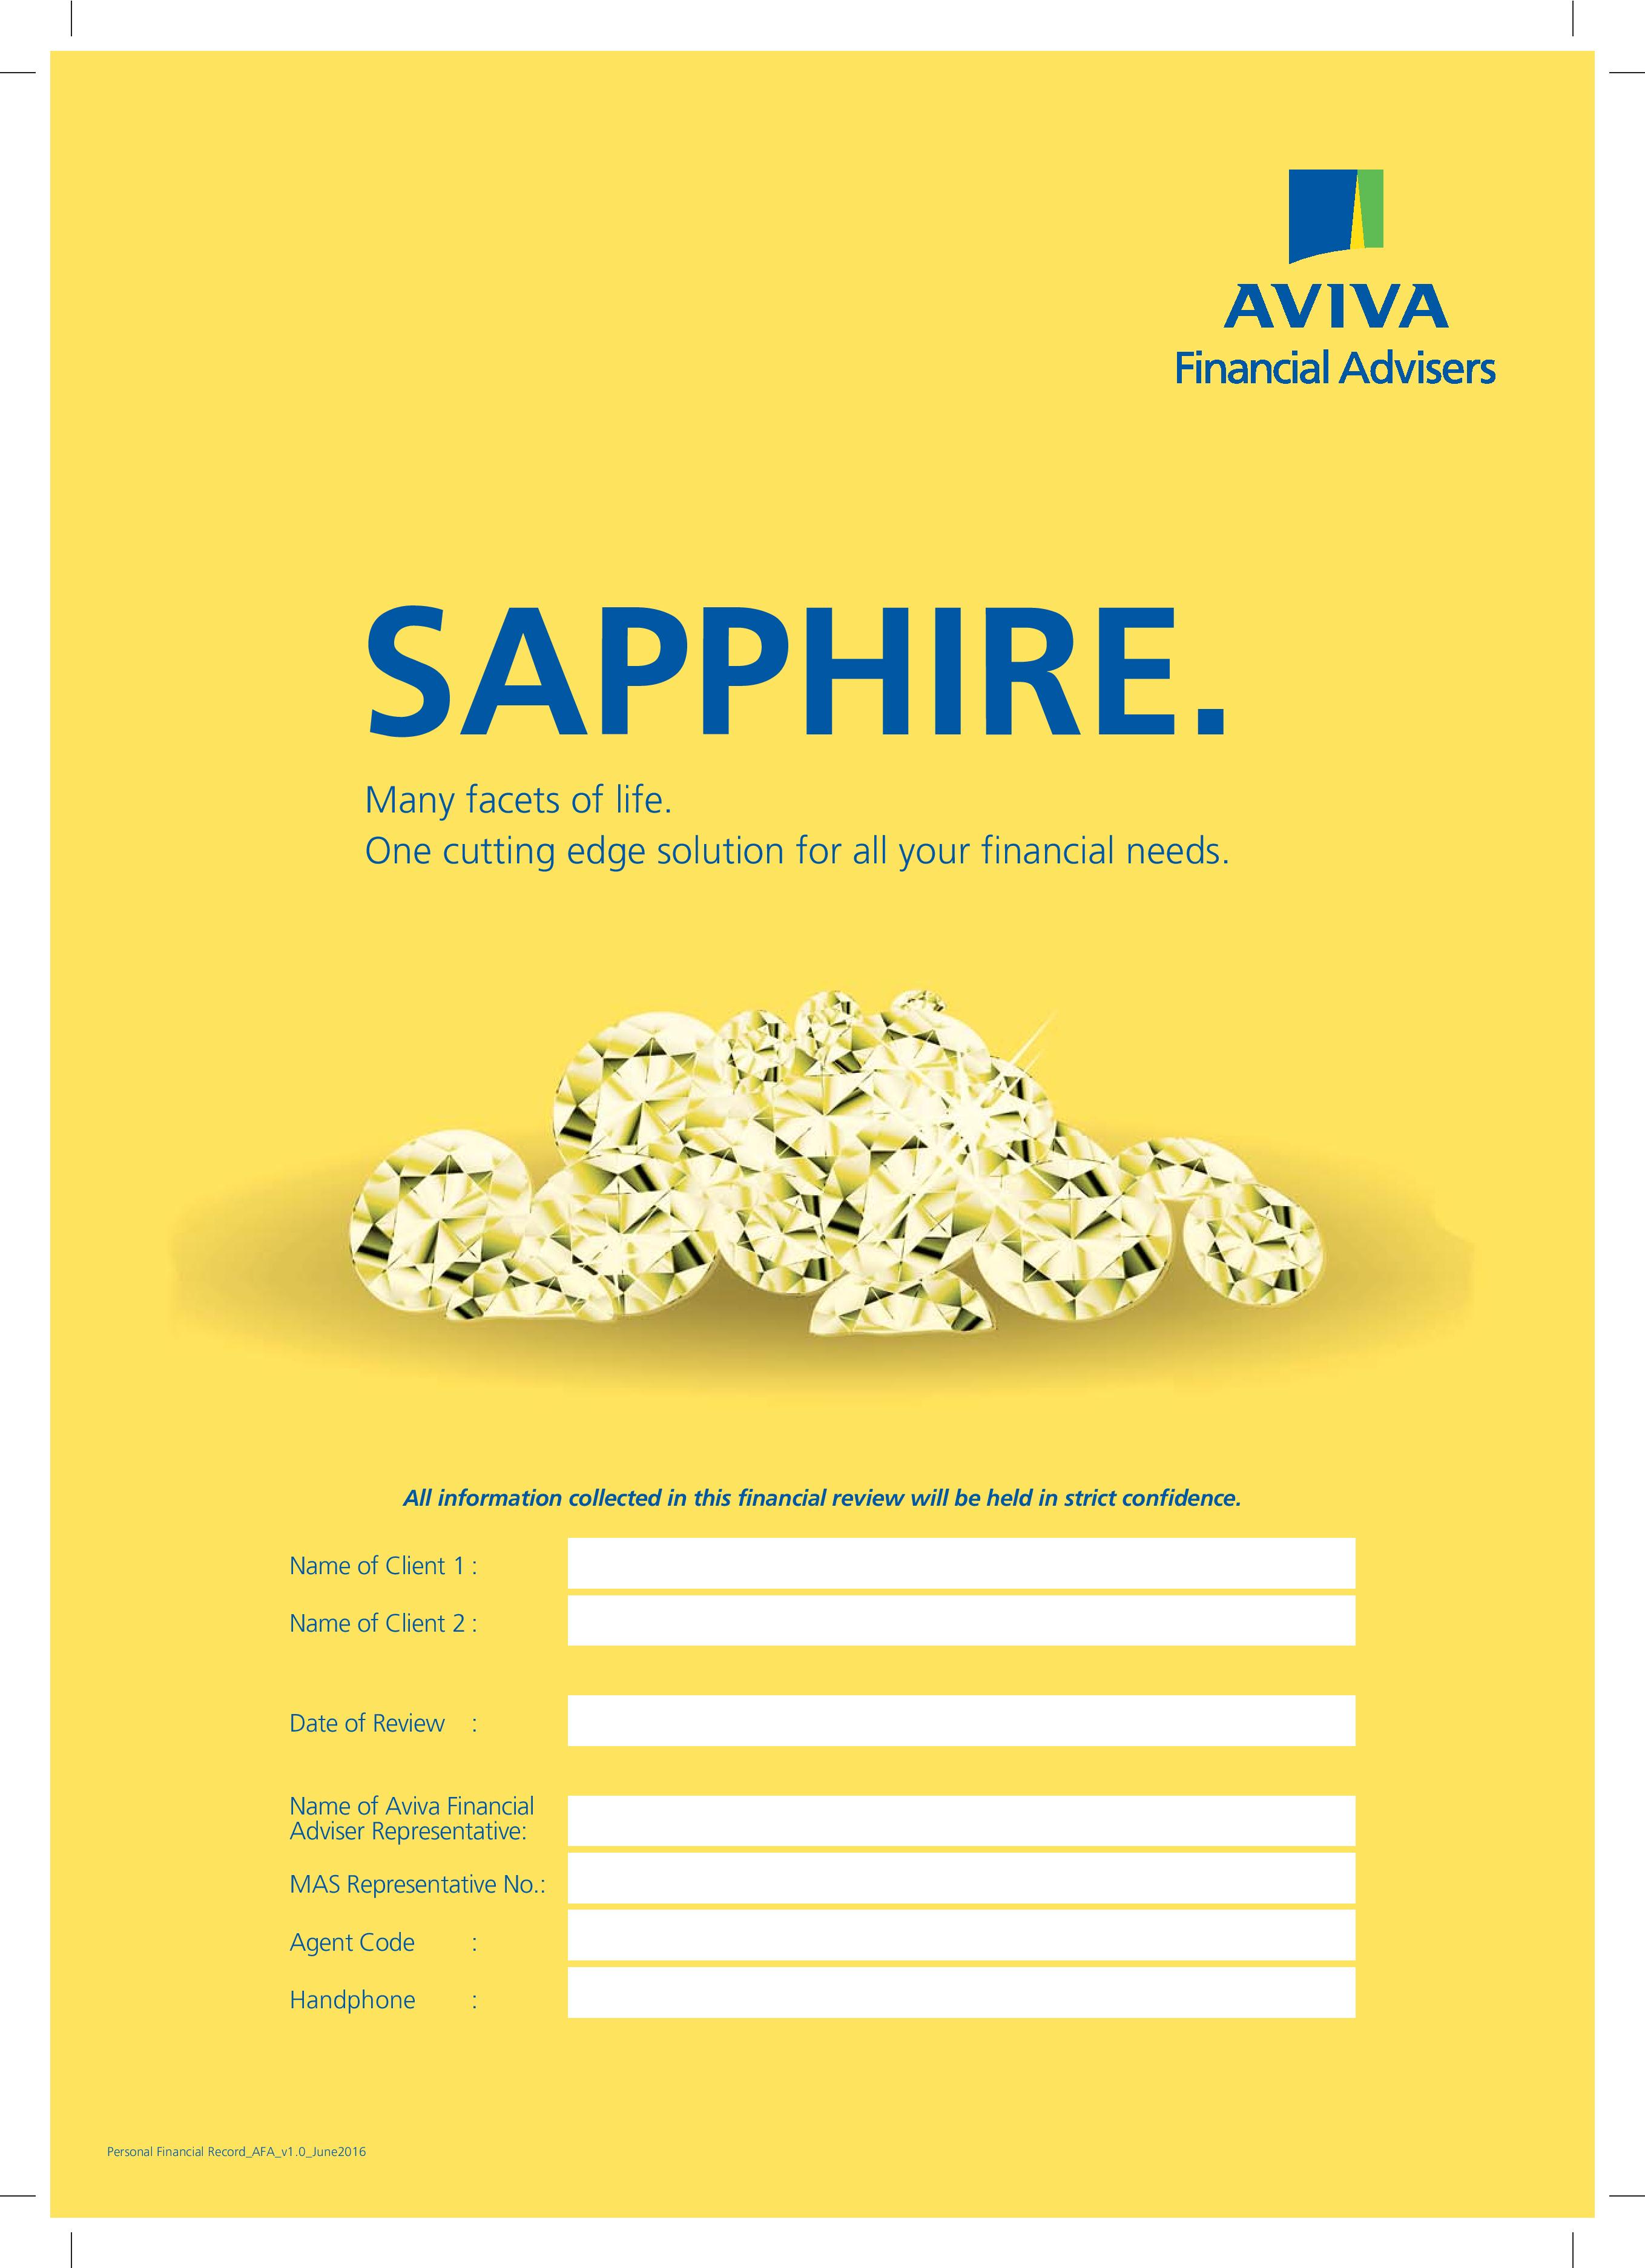 AVIVA
Financial Advisers
SAPPHIRE.
Many facets of life.
One cutting edge solution for all your financial needs.
All information collected in this financial review will be held in strict confidence.
Name of Client 1 :
Name of Client 2 :
Date of Review :
Name of Aviva Financial
Adviser Representative:
MAS Representative No.:
Agent Code :
Handphone :
Personal Financial Record_AFA_v1.0_June2016